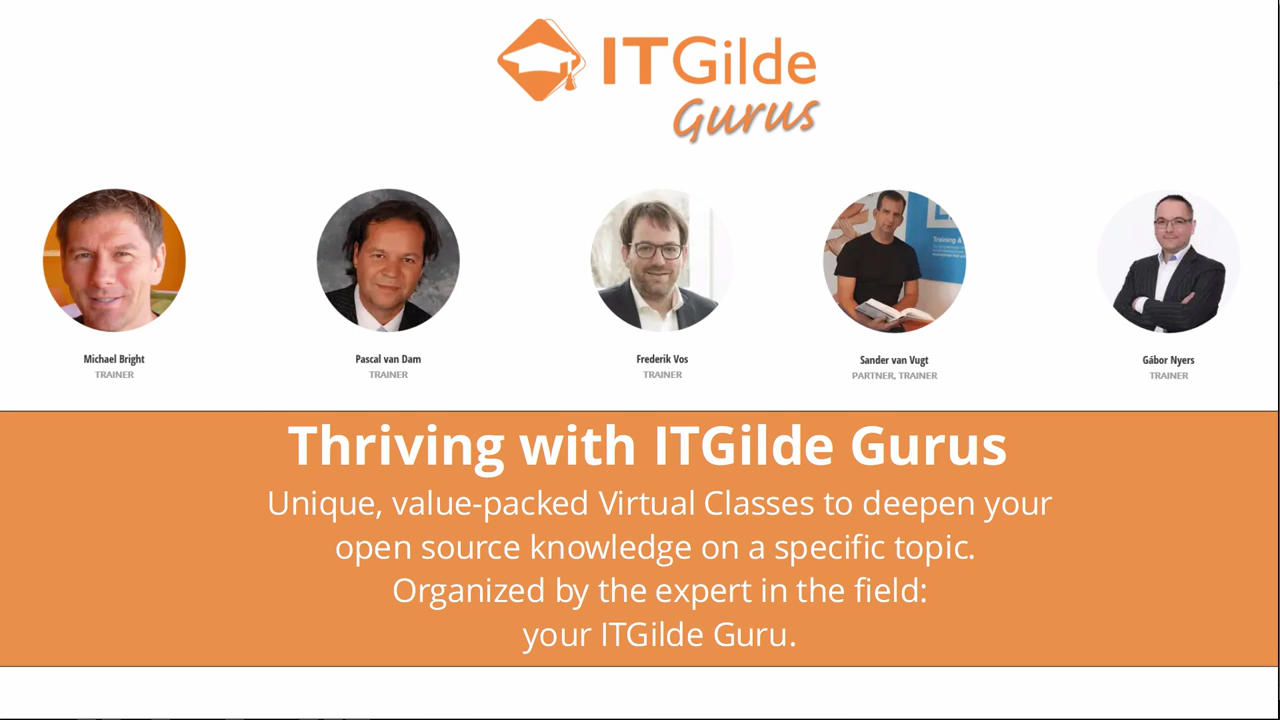 ITGilde
Gurus
Training &
Michael Bright
TRAINER
Pascal van Dam
TRAINER
Frederik Vos
TRAINER
Sander van Vugt
PARTNER, TRAINER
Gábor Nyers
TRAINER
Thriving with ITGilde Gurus
Unique, value-packed Virtual Classes to deepen your
open source knowledge on a specific topic.
Organized by the expert in the field:
your ITGilde Guru.